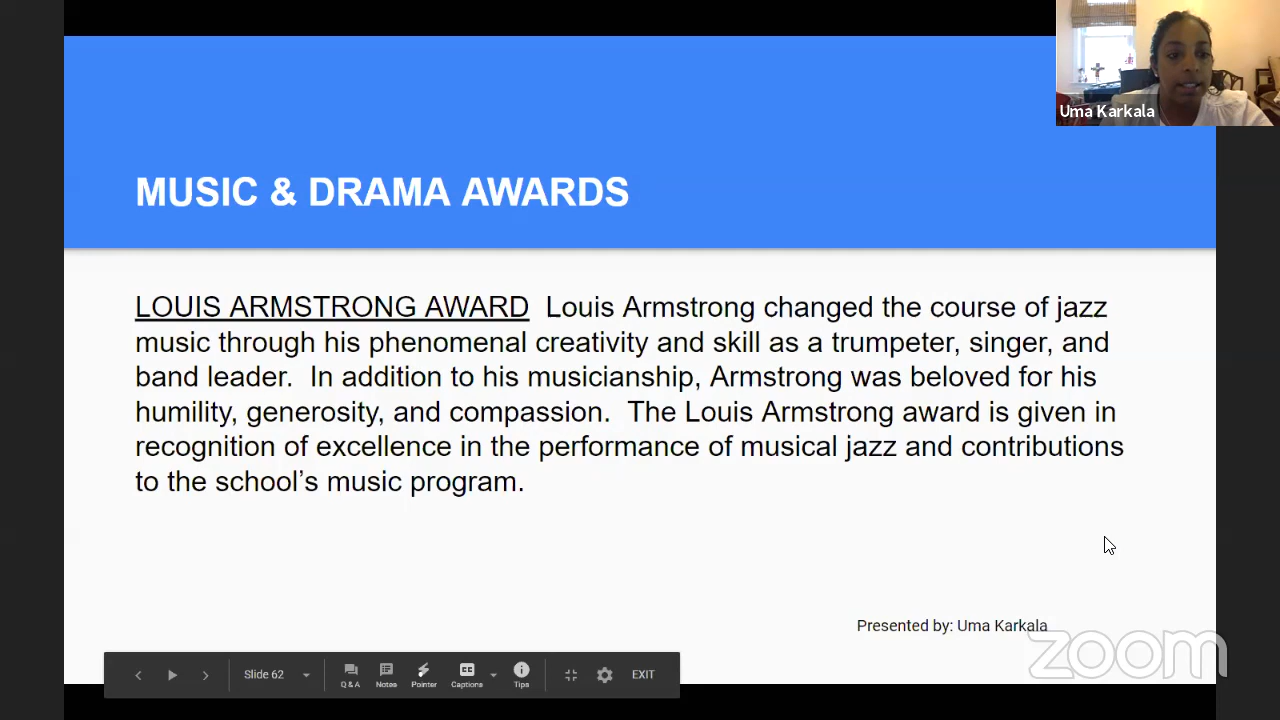 Uma Karkala
MUSIC & DRAMA AWARDS
LOUIS ARMSTRONG AWARD  Louis Armstrong changed the course of jazz
music through his phenomenal creativity and skill as a trumpeter, singer, and
band leader.  In addition to his musicianship, Armstrong was beloved for his
humility, generosity, and compassion.  The Louis Armstrong award is given in
recognition of excellence in the performance of musical jazz and contributions
to the school’s music program.
Presented by: Uma Karkala
zoom
Slide 62
Q & A Notes Pointer Captions Tips
EXIT